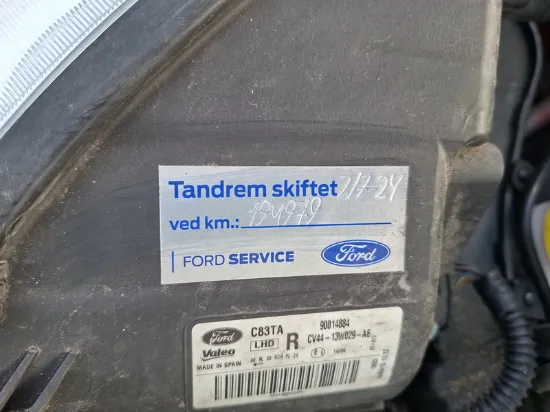 Tandrem skiftet 2/7-24
ved km.: 194979
FORD SERVICE
Ford
Ford
Valeo
MADE IN SPAIN
C83TA
LHD
R
90014884
CV44-13W029-AE